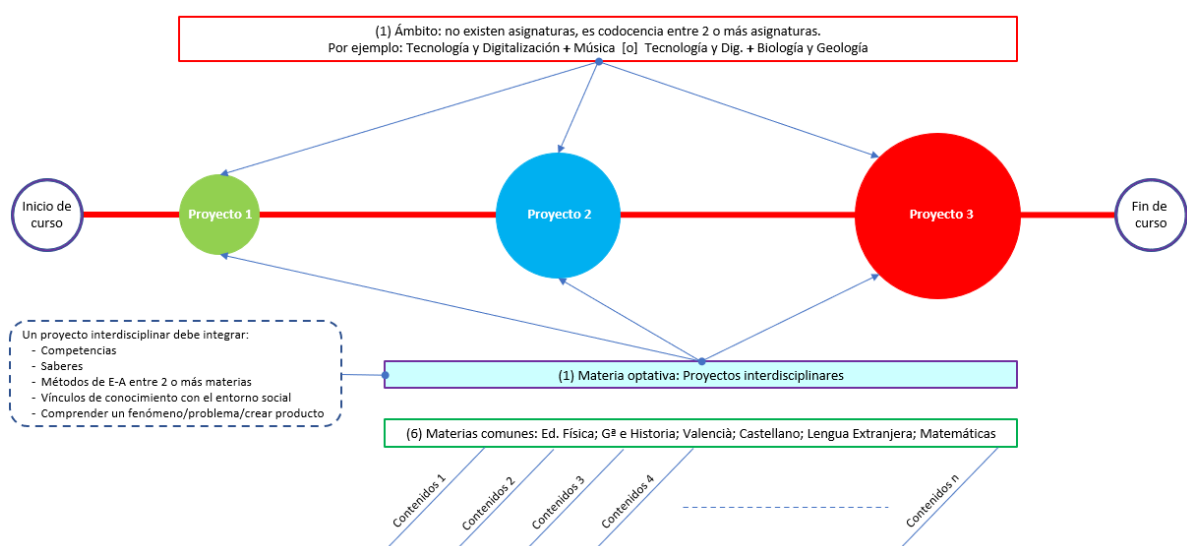 (1) Ámbito: no existen asignaturas, es codocencia entre 2 o más asignaturas.
Por ejemplo: Tecnología y Digitalización + Música [o] Tecnología y Dig. + Biología y Geología
Inicio de
curso
Proyecto 1
Proyecto 2
Proyecto 3
Fin de
curso
Un proyecto interdisciplinar debe integrar:
- Competencias
- Saberes
- Métodos de E-A entre 2 o más materias
- Vínculos de conocimiento con el entorno social
- Comprender un fenómeno/problema/crear producto
(1) Materia optativa: Proyectos interdisciplinares
(6) Materias comunes: Ed. Física; Gª e Historia; Valencià; Castellano; Lengua Extranjera; Matemáticas
Contenidos 1
Contenidos 2
Contenidos 3
Contenidos 4
Contenidos n